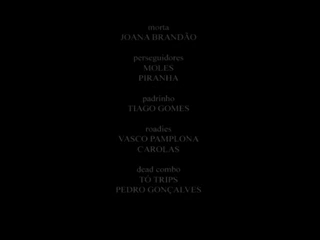 morta
JOANA BRANDÃO
perseguidores
MOLES
PIRANHA
padrinho
TIAGO GOMES
roadies
VASCO PAMPLONA
CAROLAS
dead combo
TÓ TRIPS
PEDRO GONÇALVES